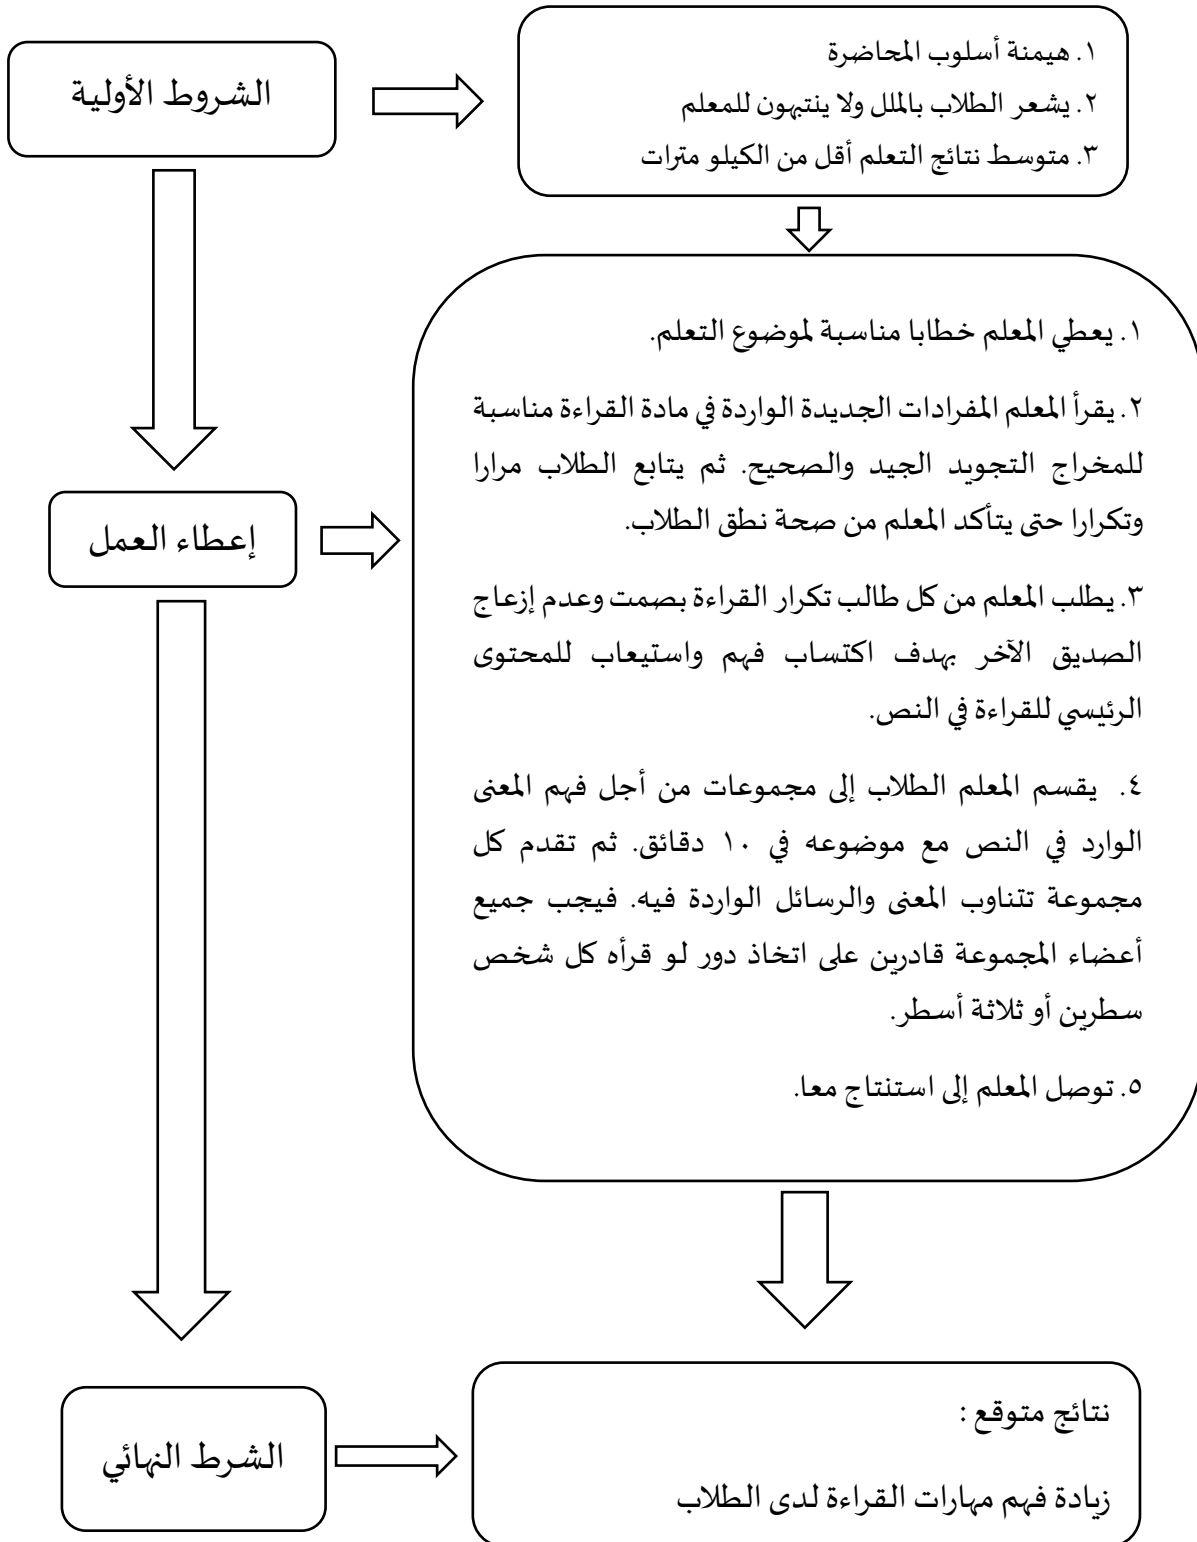 الشروط الأولية
١. هيمنة أسلوب المحاضرة
٢. يشعر الطلاب بالملل ولا ينتبهون للمعلم
٣. متوسط نتائج التعلم أقل من الكيلو مترات
إعطاء العمل
١. يعطي المعلم خطابا مناسبة لموضوع التعلم.
٢. يقرأ المعلم المفرادات الجديدة الواردة في مادة القراءة مناسبة
للمخراج التجويد الجيد والصحيح. ثم يتابع الطلاب مرارا
وتكرارا حتى يتأكد المعلم من صحة نطق الطلاب.
٣. يطلب المعلم من كل طالب تكرار القراءة بصمت وعدم إزعاج
الصديق الآخر بهدف اكتساب فهم واستيعاب للمحتوى
الرئيسي للقراءة في النص.
٤. يقسم المعلم الطلاب إلى مجموعات من أجل فهم المعنى
الوارد في النص مع موضوعه في ١٠ دقائق. ثم تقدم كل
مجموعة تتناوب المعنى والرسائل الواردة فيه. فيجب جميع
أعضاء المجموعة قادرين على اتخاذ دور لو قرأه كل شخص
سطرين أو ثلاثة أسطر.
٥. توصل المعلم إلى استنتاج معا.
الشرط النهائي
نتائج متوقع :
زيادة فهم مهارات القراءة لدى الطلاب